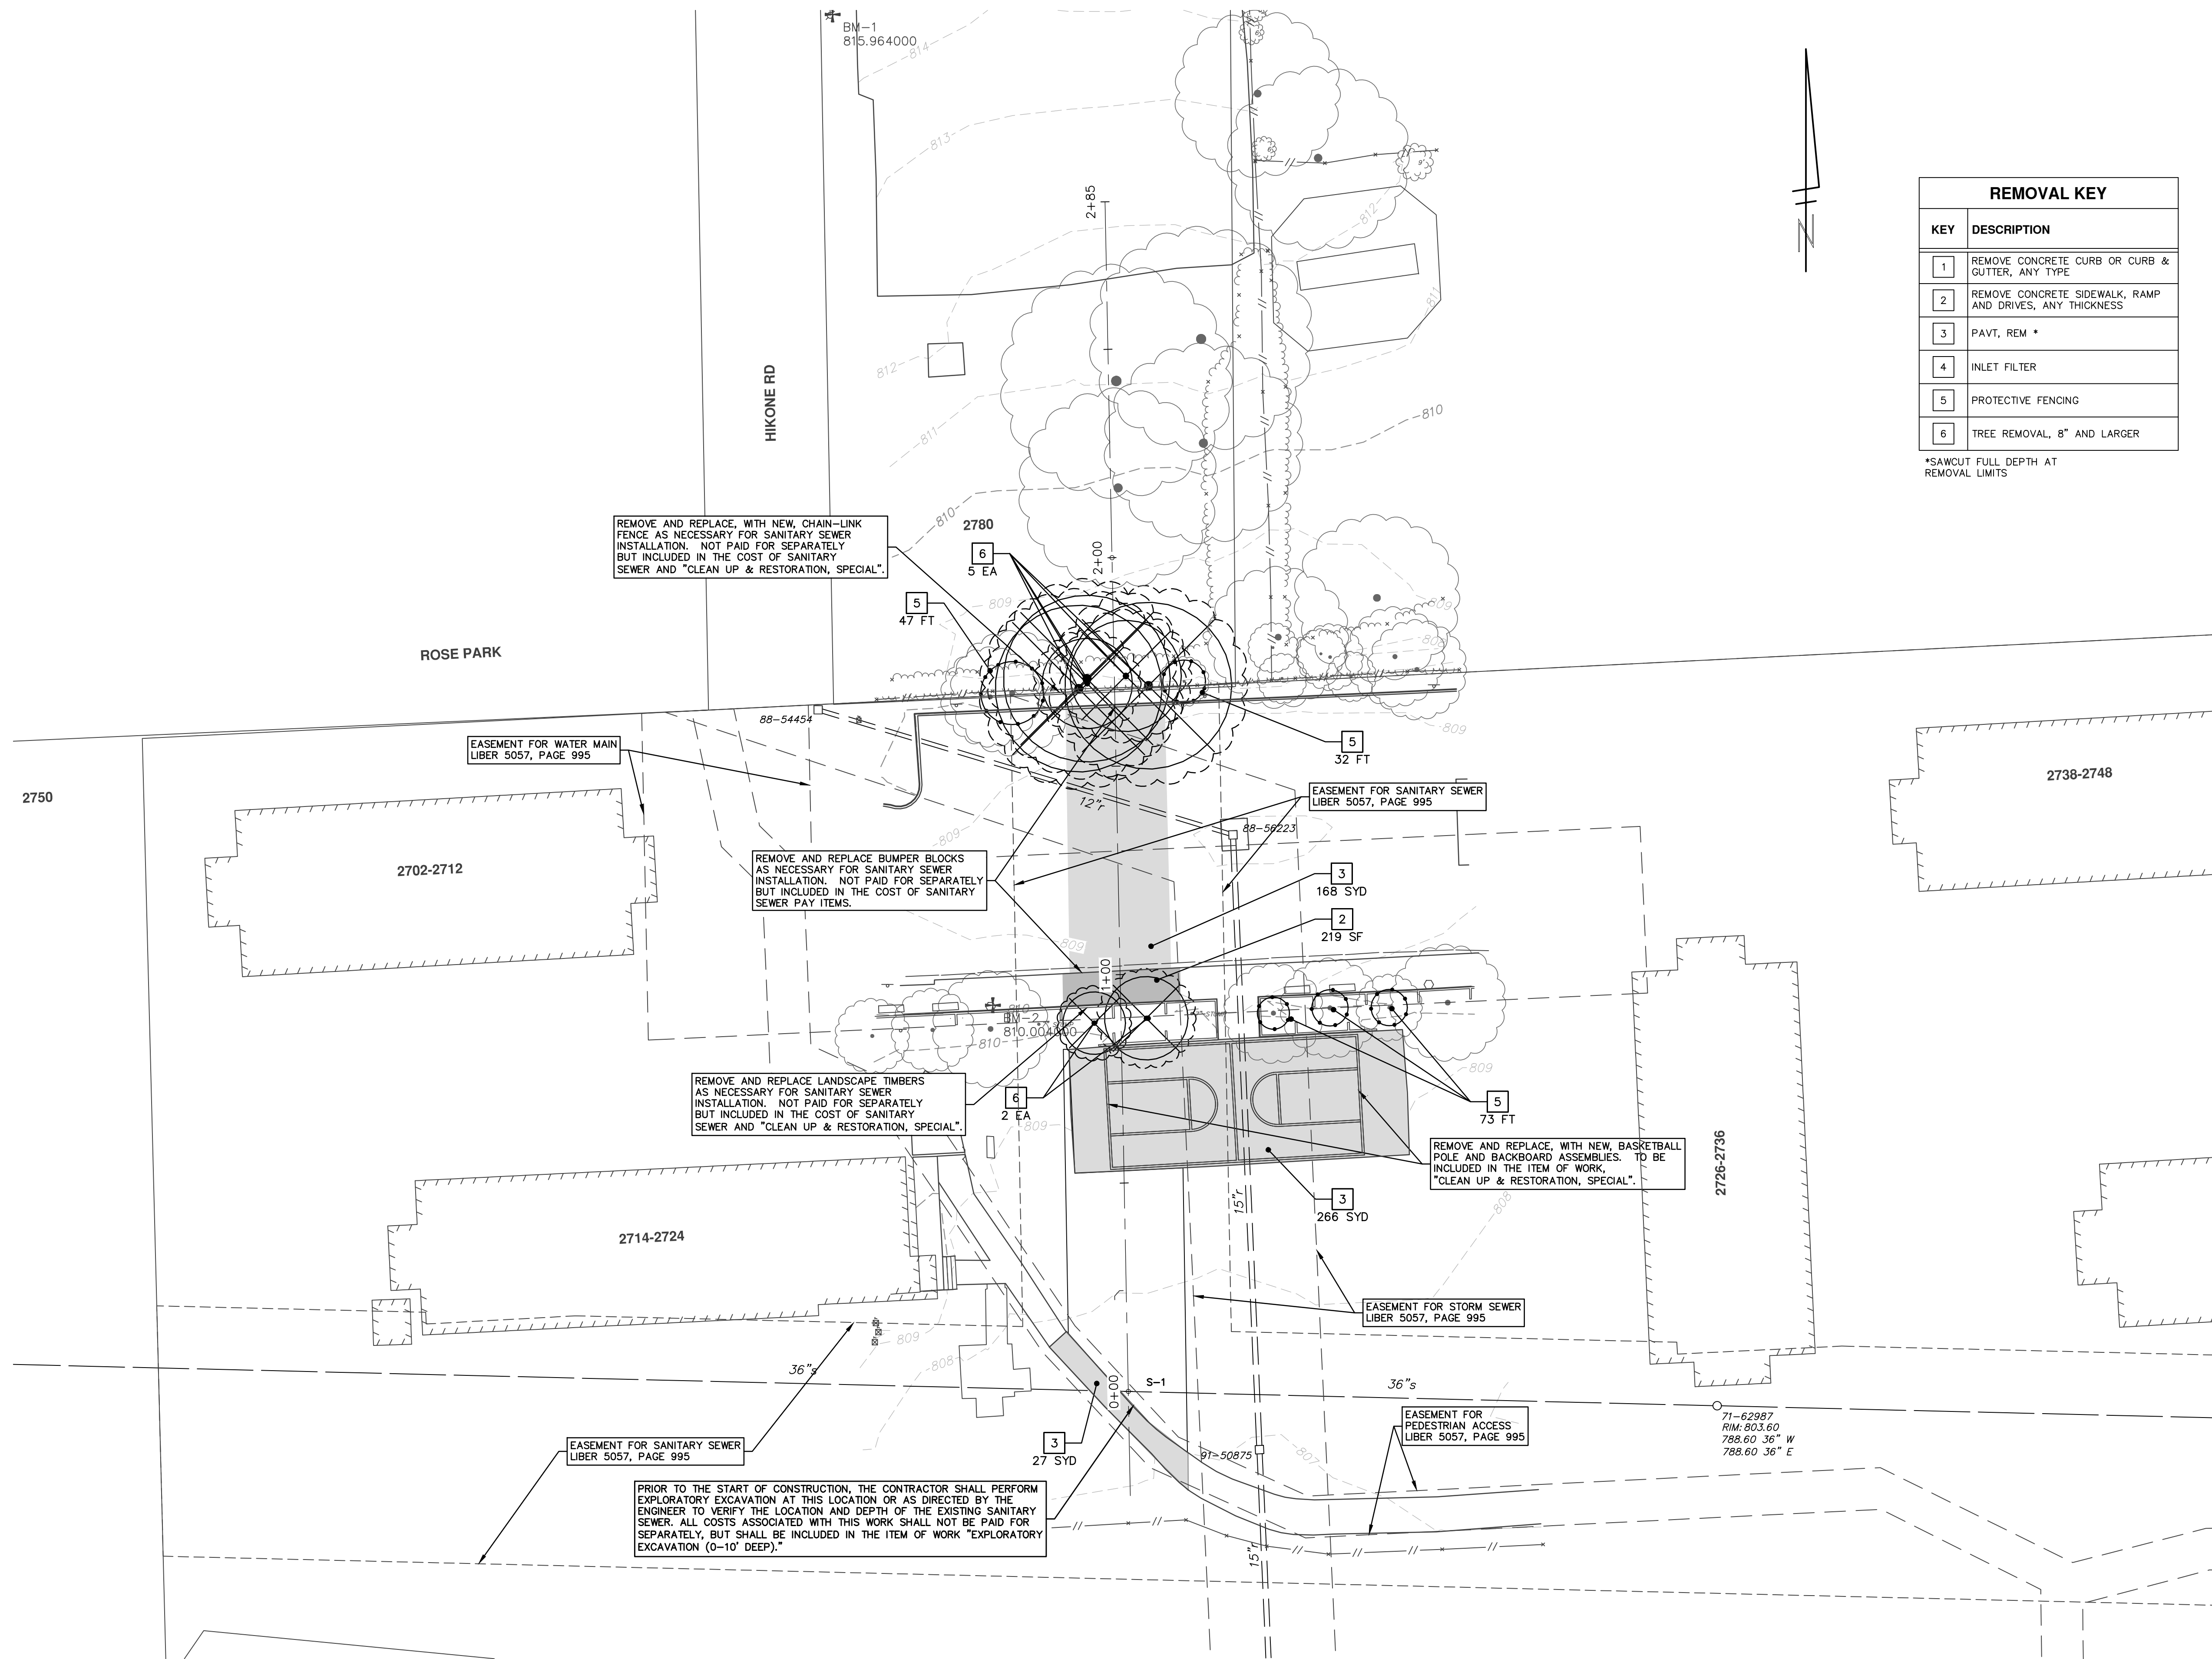 BM-1
815.964000
814
813
812
811
812
811
810
810
2+85
N
REMOVAL KEY
KEY DESCRIPTION
1 REMOVE CONCRETE CURB OR CURB &
GUTTER, ANY TYPE
2 REMOVE CONCRETE SIDEWALK, RAMP
AND DRIVES, ANY THICKNESS
3 PAVT, REM *
4 INLET FILTER
5 PROTECTIVE FENCING
6 TREE REMOVAL, 8" AND LARGER
*SAWCUT FULL DEPTH AT
REMOVAL LIMITS
HIKONE RD
2780
2+00
REMOVE AND REPLACE, WITH NEW, CHAIN-LINK
FENCE AS NECESSARY FOR SANITARY SEWER
INSTALLATION. NOT PAID FOR SEPARATELY
BUT INCLUDED IN THE COST OF SANITARY
SEWER AND "CLEAN UP & RESTORATION, SPECIAL".
6
5 EA
5
47 FT
809
809
809
ROSE PARK
88-54454
EASEMENT FOR WATER MAIN
LIBER 5057, PAGE 995
5
32 FT
2750
2702-2712
2738-2748
12"r
EASEMENT FOR SANITARY SEWER
LIBER 5057, PAGE 995
88-56223
809
REMOVE AND REPLACE BUMPER BLOCKS
AS NECESSARY FOR SANITARY SEWER
INSTALLATION. NOT PAID FOR SEPARATELY
BUT INCLUDED IN THE COST OF SANITARY
SEWER PAY ITEMS.
3
168 SYD
2
219 SF
809
1+00
BM-2
810.004000
810
810
REMOVE AND REPLACE LANDSCAPE TIMBERS
AS NECESSARY FOR SANITARY SEWER
INSTALLATION. NOT PAID FOR SEPARATELY
BUT INCLUDED IN THE COST OF SANITARY
SEWER AND "CLEAN UP & RESTORATION, SPECIAL".
6
2 EA
809
809
5
73 FT
REMOVE AND REPLACE, WITH NEW, BASKETBALL
POLE AND BACKBOARD ASSEMBLIES. TO BE
INCLUDED IN THE ITEM OF WORK,
"CLEAN UP & RESTORATION, SPECIAL".
2726-2736
3
266 SYD
15"r
808
2714-2724
EASEMENT FOR STORM SEWER
LIBER 5057, PAGE 995
809
808
36"s
0+00
S-1
36"s
71-62987
RIM: 803.60
788.60 36" W
788.60 36" E
EASEMENT FOR
PEDESTRIAN ACCESS
LIBER 5057, PAGE 995
EASEMENT FOR SANITARY SEWER
LIBER 5057, PAGE 995
3
27 SYD
91-50875
807
PRIOR TO THE START OF CONSTRUCTION, THE CONTRACTOR SHALL PERFORM
EXPLORATORY EXCAVATION AT THIS LOCATION OR AS DIRECTED BY THE
ENGINEER TO VERIFY THE LOCATION AND DEPTH OF THE EXISTING SANITARY
SEWER. ALL COSTS ASSOCIATED WITH THIS WORK SHALL NOT BE PAID FOR
SEPARATELY, BUT SHALL BE INCLUDED IN THE ITEM OF WORK "EXPLORATORY
EXCAVATION (0-10' DEEP)."
15"r